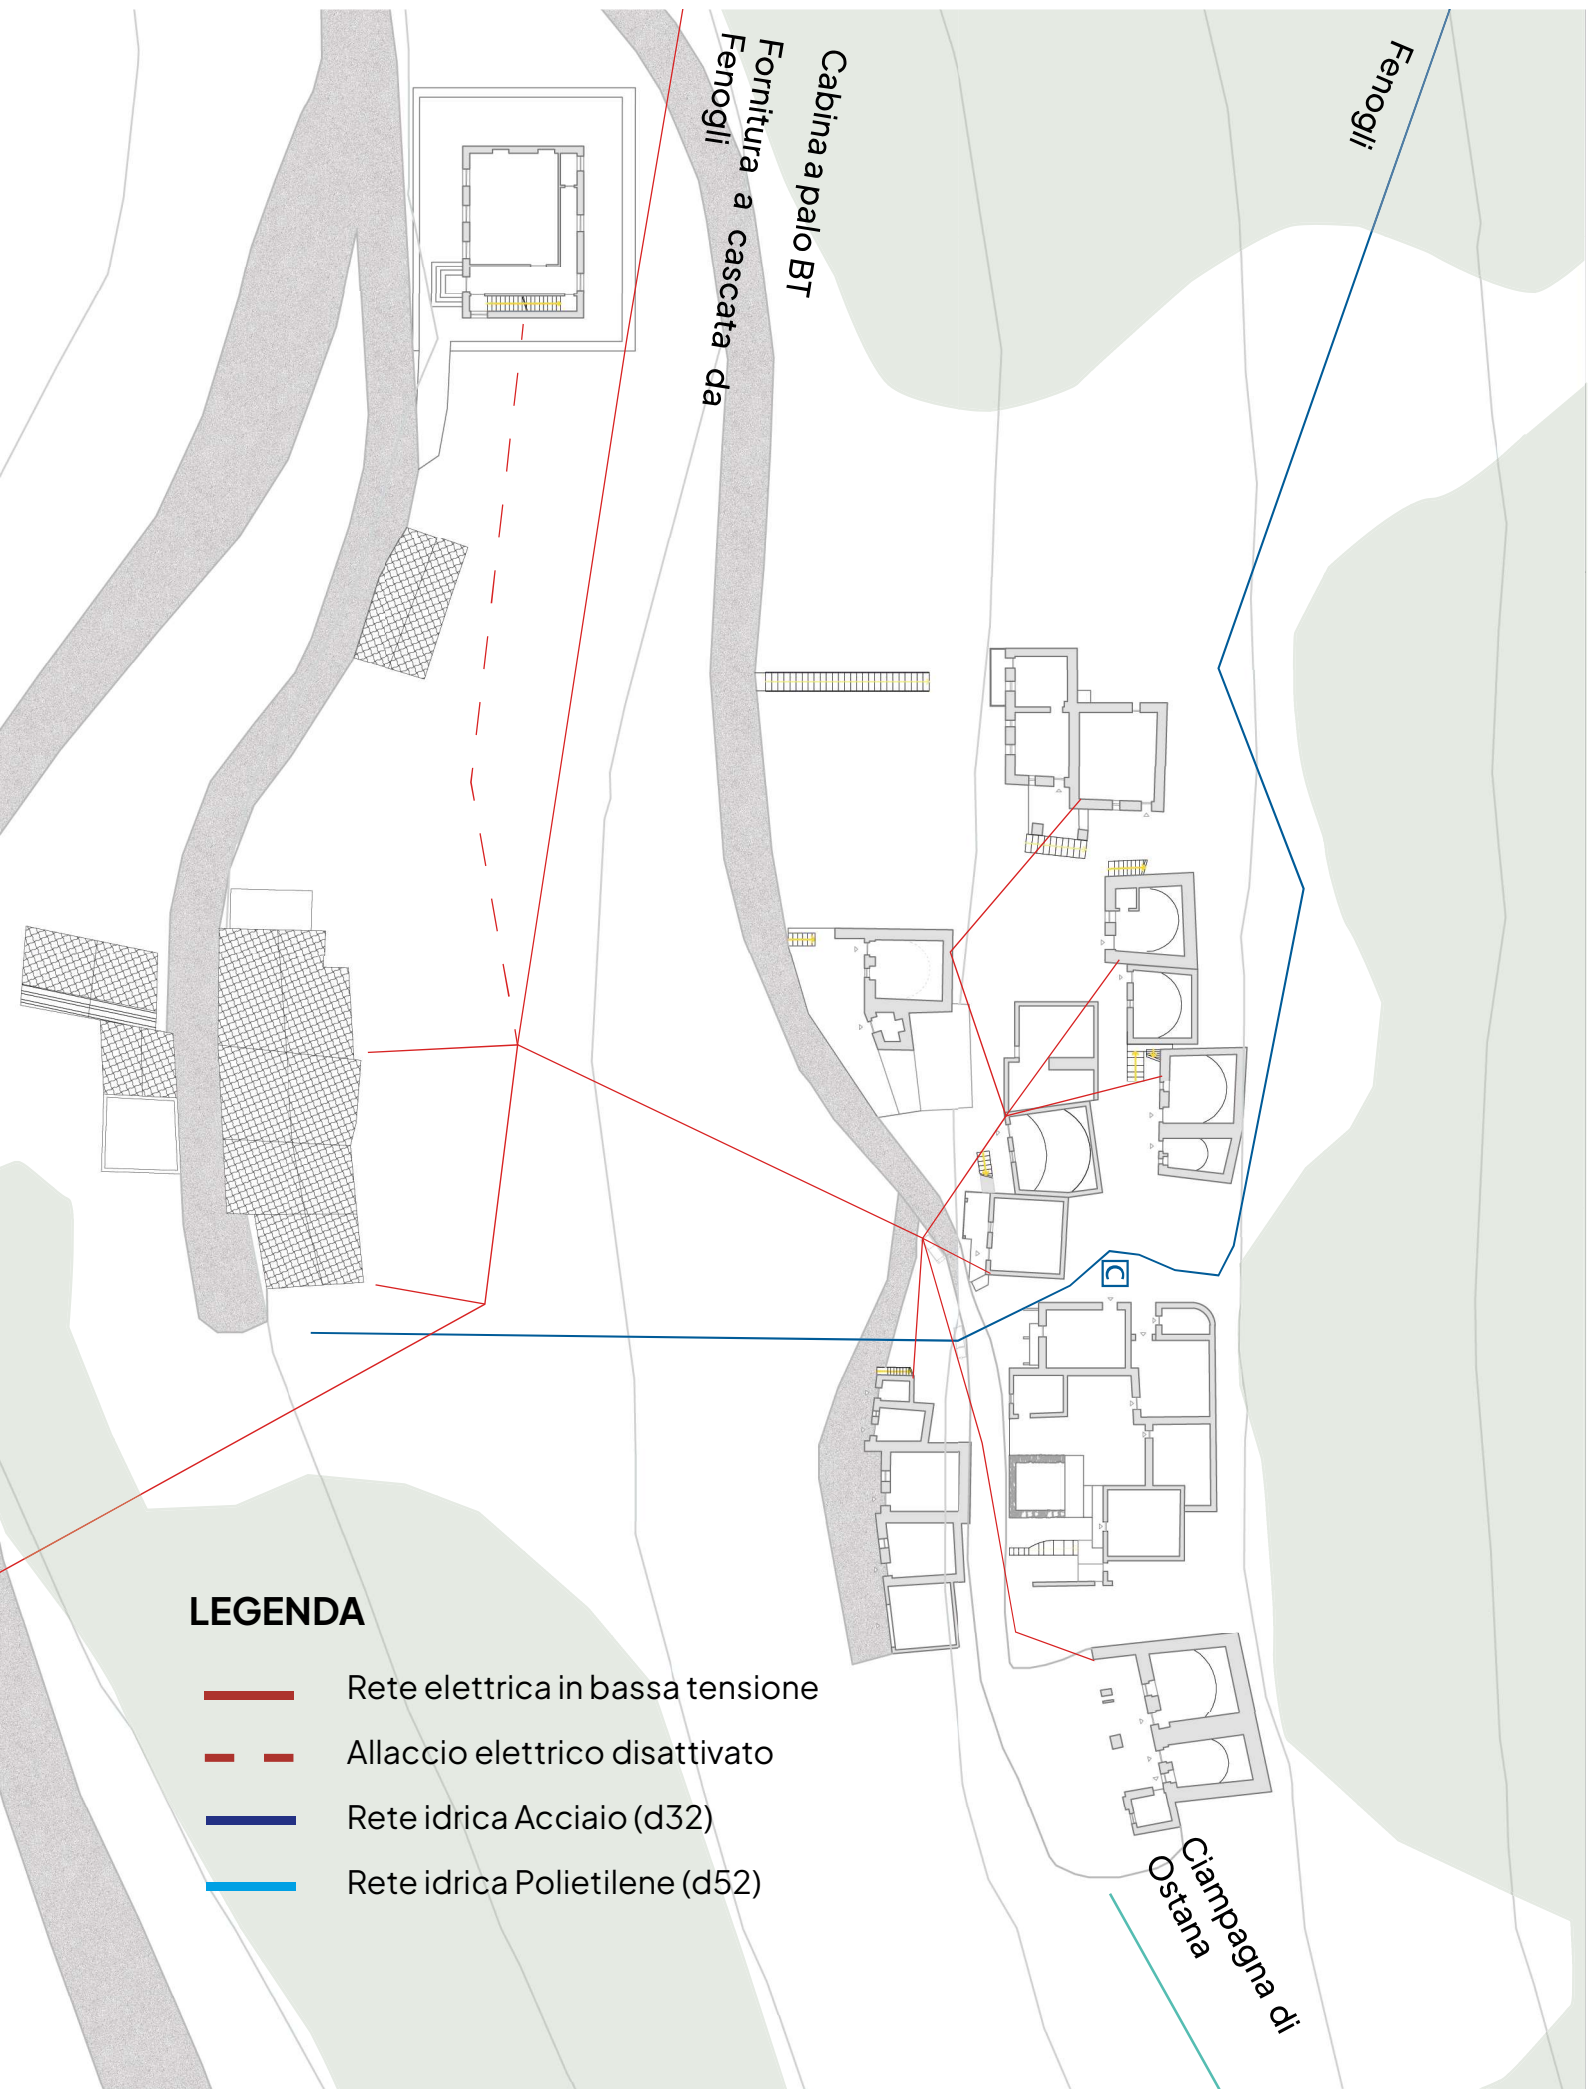 Cabina a palo BT
Fornitura a cascata da
Fenogli
Fenogli
C
LEGENDA
Rete elettrica in bassa tensione
Allaccio elettrico disattivato
Rete idrica Acciaio (d32)
Rete idrica Polietilene (d52)
Ciampagna di
Ostana